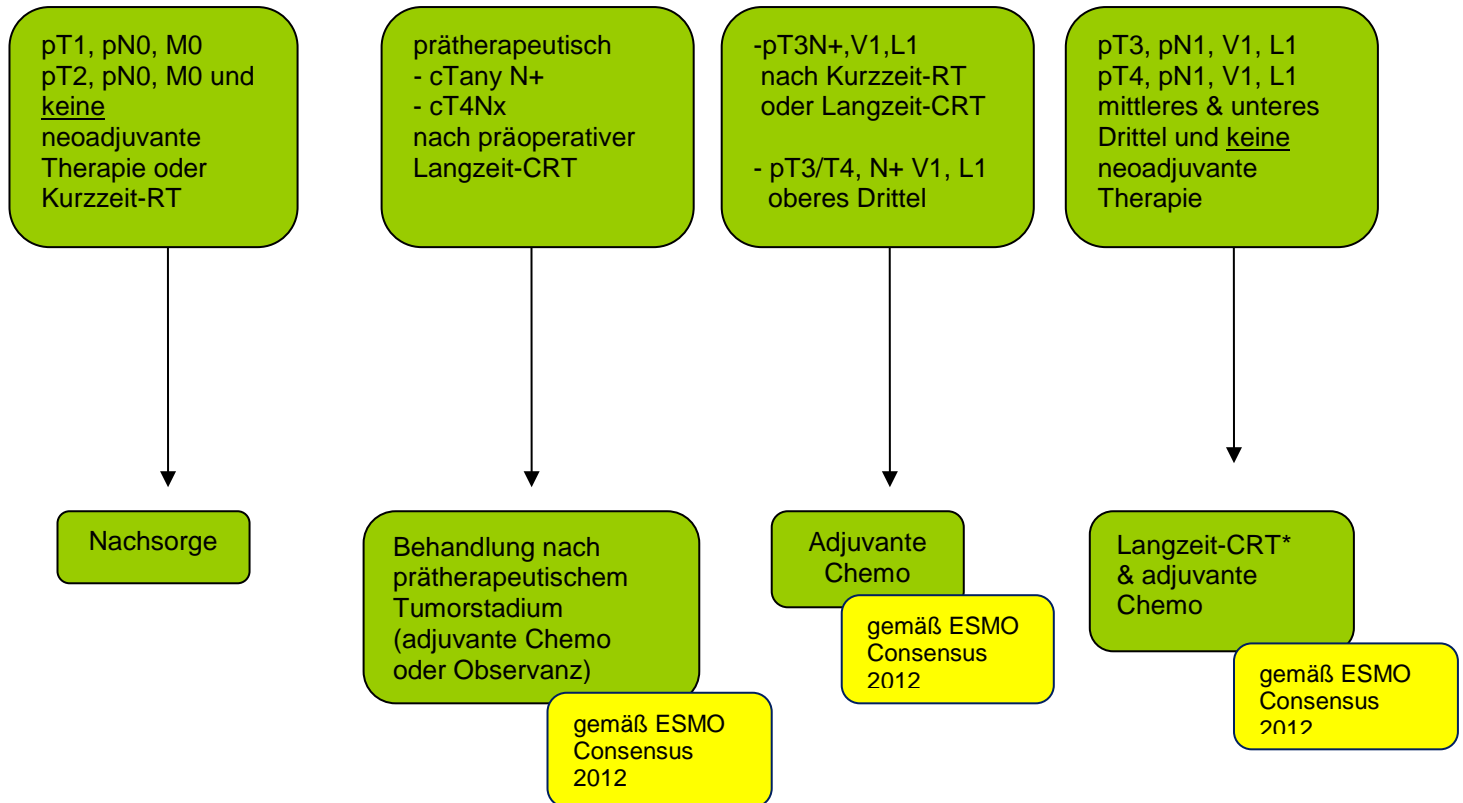 pT1, pN0, M0
pT2, pN0, M0 und
keine
neoadjuvante
Therapie oder
Kurzzeit-RT
prätherapeutisch
- cTany N+
- cT4Nx
nach präoperativer
Langzeit-CRT
-pT3N+,V1,L1
nach Kurzzeit-RT
oder Langzeit-CRT
- pT3/T4, N+ V1, L1
oberes Drittel
pT3, pN1, V1, L1
pT4, pN1, V1, L1
mittleres & unteres
Drittel und keine
neoadjuvante
Therapie
Nachsorge
Behandlung nach
prätherapeutischem
Tumorstadium
(adjuvante Chemo
oder Observanz)
gemäß ESMO
Consensus
2012
Adjuvante
Chemo
gemäß ESMO
Consensus
2012
Langzeit-CRT*
& adjuvante
Chemo
gemäß ESMO
Consensus
2012